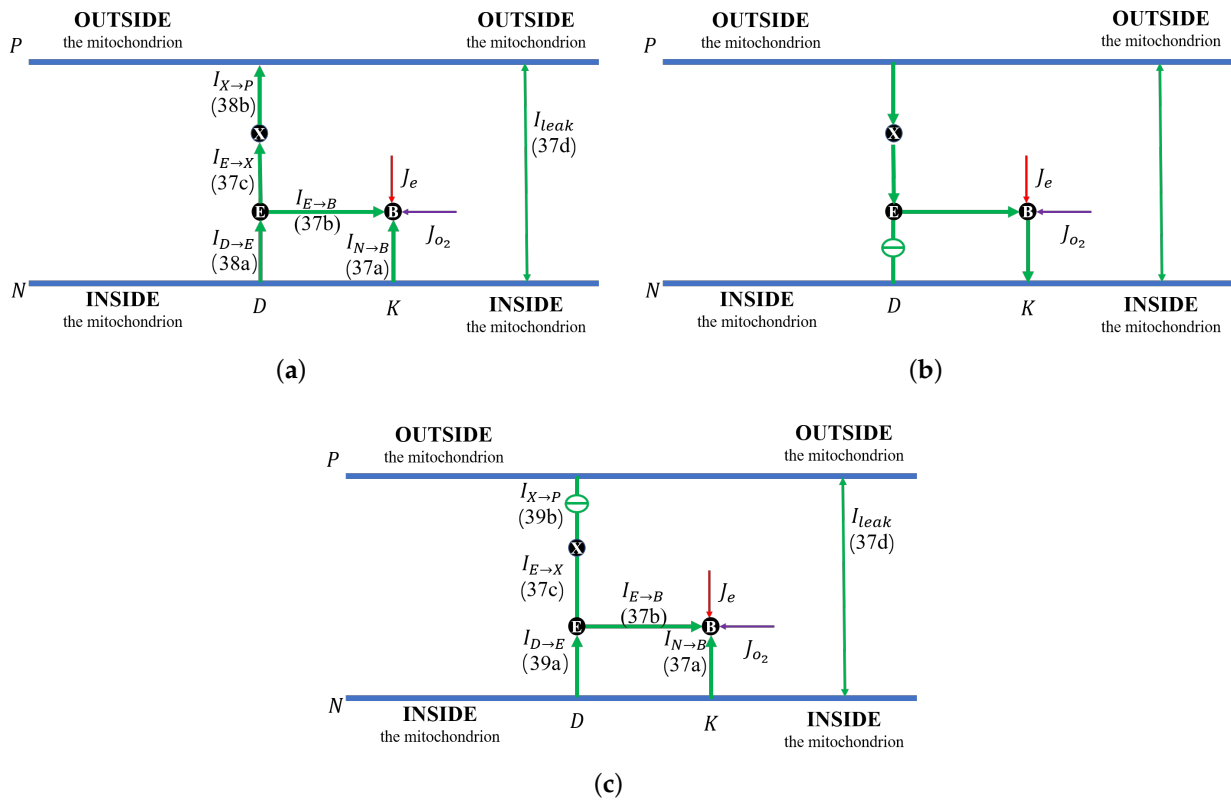 OUTSIDE
the mitochondrion
OUTSIDE
the mitochondrion
P
I_{X→P}
(38b)
X
I_{leak}
(37d)
I_{E→X}
(37c)
J_e
I_{E→B}
(37b)
E
B
I_{D→E}
(38a)
I_{N→B}
(37a)
J_{o_2}
N
INSIDE
the mitochondrion
D
K
INSIDE
the mitochondrion
(a)
OUTSIDE
the mitochondrion
OUTSIDE
the mitochondrion
P
X
J_e
E
B
J_{o_2}
N
INSIDE
the mitochondrion
D
K
INSIDE
the mitochondrion
(b)
OUTSIDE
the mitochondrion
OUTSIDE
the mitochondrion
P
I_{X→P}
(39b)
I_{leak}
(37d)
X
I_{E→X}
(37c)
I_{E→B}
(37b)
J_e
E
B
I_{D→E}
(39a)
I_{N→B}
(37a)
J_{o_2}
N
INSIDE
the mitochondrion
D
K
INSIDE
the mitochondrion
(c)